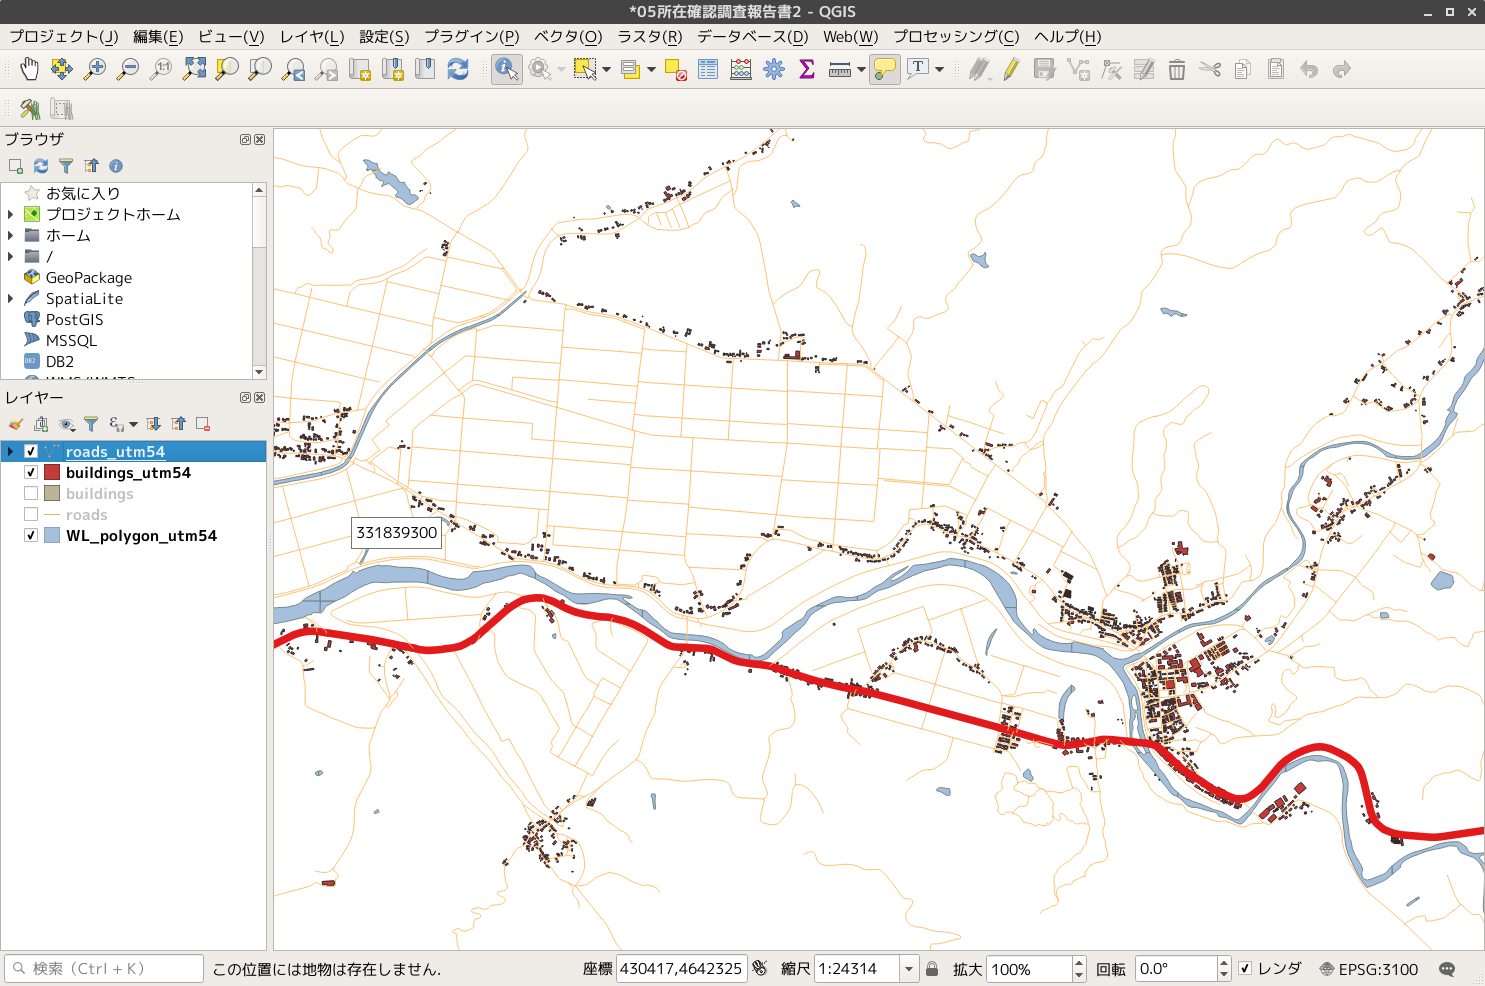 *05所在確認調査報告書2 - QGIS
プロジェクト(J) 編集(E) ビュー(V) レイヤ(L) 設定(S) プラグイン(P) ベクタ(O) ラスタ(R) データベース(D) Web(W) プロセッシング(C) ヘルプ(H)
ブラウザ
お気に入り
プロジェクトホーム
ホーム
/
GeoPackage
SpatiaLite
PostGIS
MSSQL
DB2
WMS/WMTS
レイヤー
roads_utm54
buildings_utm54
buildings
roads
WL_polygon_utm54
331839300
検索 (Ctrl + K) この位置には地物は存在しません. 座標 430417,4642325 縮尺 1:24314 拡大 100% 回転 0.0° レンダ EPSG:3100